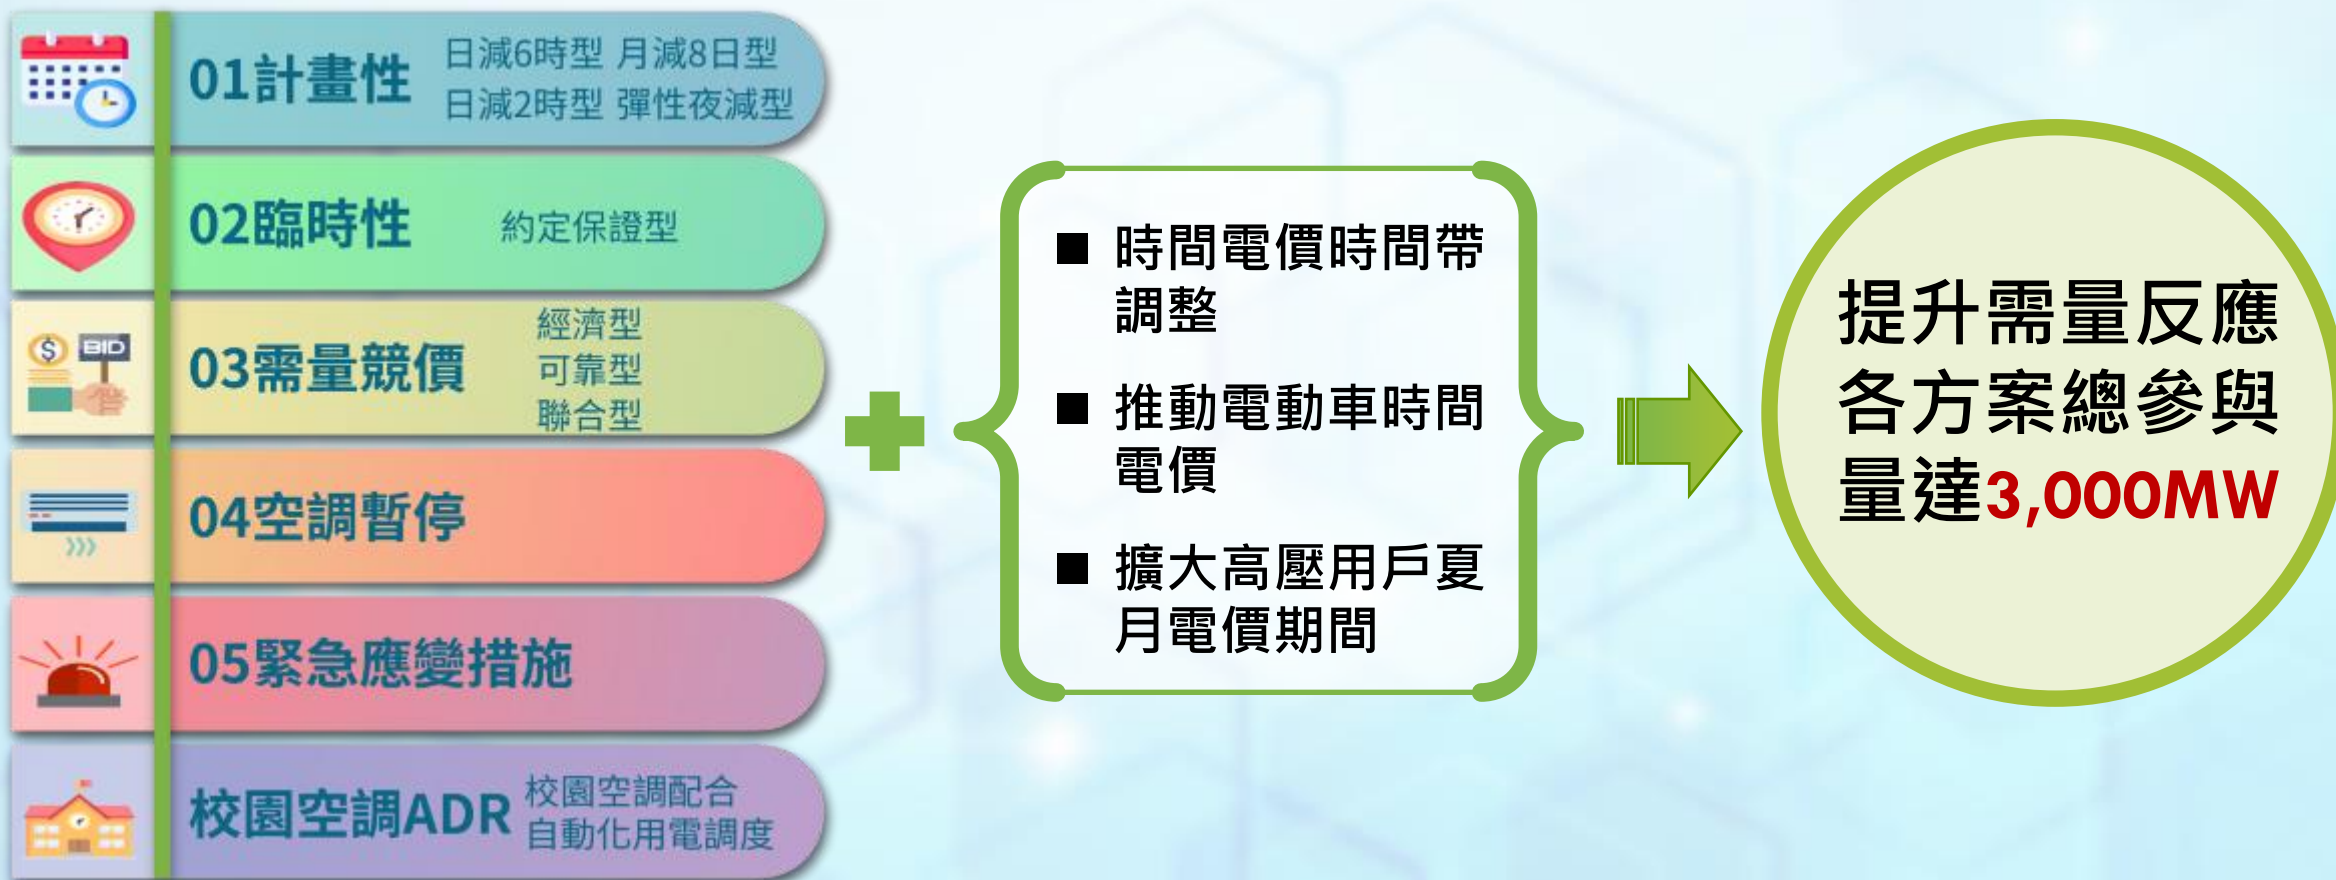 01計畫性
日減6時型 月減8日型
日減2時型 彈性夜減型
02臨時性
約定保證型
BID
03需量競價
經濟型
可靠型
聯合型
04空調暫停
05緊急應變措施
校園空調ADR
校園空調配合
自動化用電調度
■ 時間電價時間帶
調整
■ 推動電動車時間
電價
■ 擴大高壓用戶夏
月電價期間
提升需量反應
各方案總參與
量達3,000MW